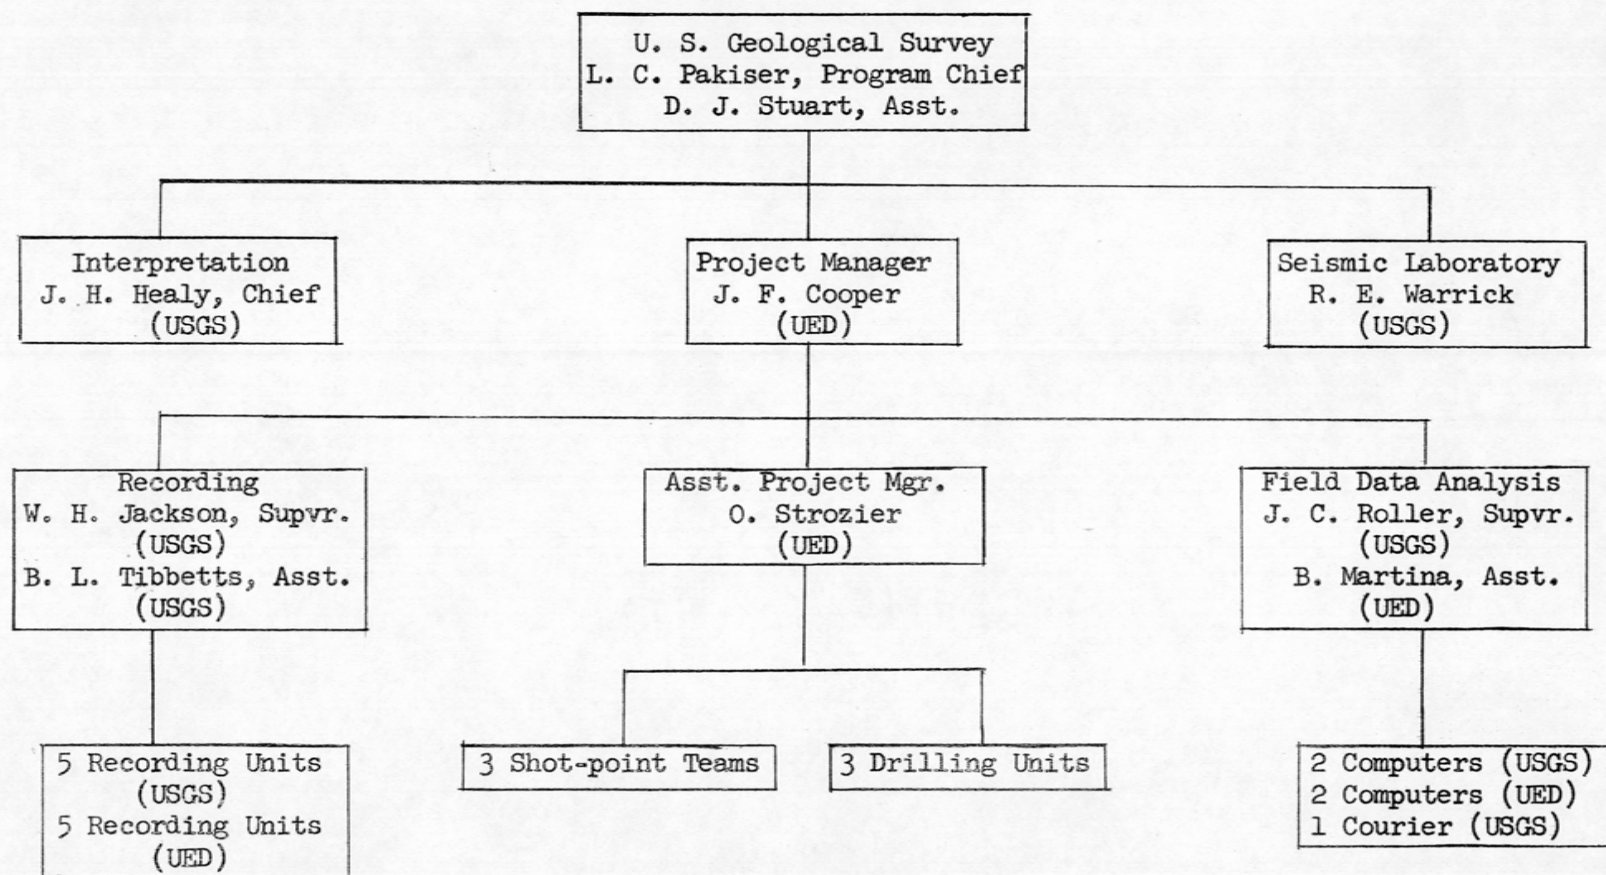 U. S. Geological Survey
L. C. Pakiser, Program Chief
D. J. Stuart, Asst.
Interpretation
J. H. Healy, Chief
(USGS)
Project Manager
J. F. Cooper
(UED)
Seismic Laboratory
R. E. Warrick
(USGS)
Recording
W. H. Jackson, Supvr.
(USGS)
B. L. Tibbetts, Asst.
(USGS)
Asst. Project Mgr.
O. Strozier
(UED)
Field Data Analysis
J. C. Roller, Supvr.
(USGS)
B. Martina, Asst.
(UED)
5 Recording Units
(USGS)
5 Recording Units
(UED)
3 Shot-point Teams
3 Drilling Units
2 Computers (USGS)
2 Computers (UED)
1 Courier (USGS)